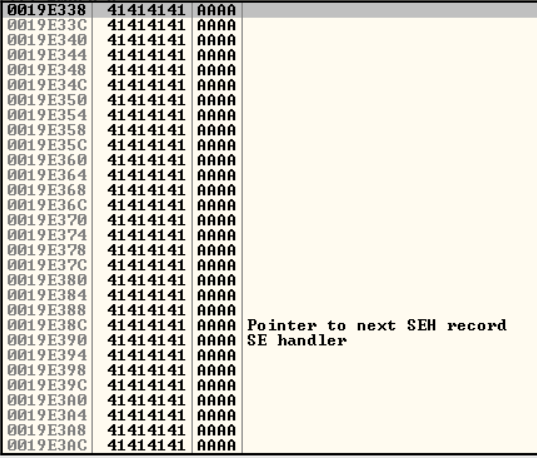 0019E338 41414141 AAAA
0019E33C 41414141 AAAA
0019E340 41414141 AAAA
0019E344 41414141 AAAA
0019E348 41414141 AAAA
0019E34C 41414141 AAAA
0019E350 41414141 AAAA
0019E354 41414141 AAAA
0019E358 41414141 AAAA
0019E35C 41414141 AAAA
0019E360 41414141 AAAA
0019E364 41414141 AAAA
0019E368 41414141 AAAA
0019E36C 41414141 AAAA
0019E370 41414141 AAAA
0019E374 41414141 AAAA
0019E378 41414141 AAAA
0019E37C 41414141 AAAA
0019E380 41414141 AAAA
0019E384 41414141 AAAA
0019E388 41414141 AAAA
0019E38C 41414141 AAAA Pointer to next SEH record
0019E390 41414141 AAAA SE handler
0019E394 41414141 AAAA
0019E398 41414141 AAAA
0019E39C 41414141 AAAA
0019E3A0 41414141 AAAA
0019E3A4 41414141 AAAA
0019E3A8 41414141 AAAA
0019E3AC 41414141 AAAA